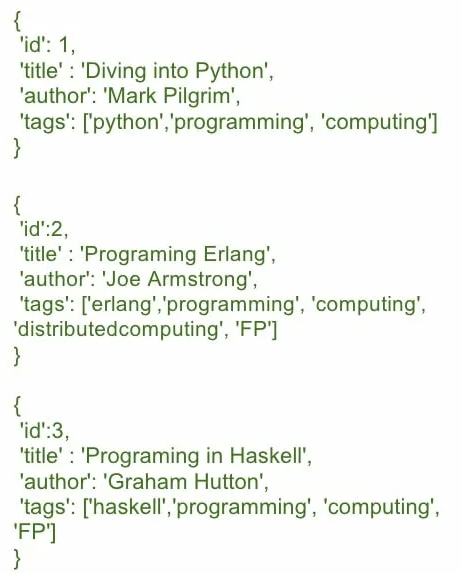 {
'id': 1,
'title' : 'Diving into Python',
'author': 'Mark Pilgrim',
'tags': ['python','programming', 'computing']
}
{
'id':2,
'title' : 'Programing Erlang',
'author': 'Joe Armstrong',
'tags': ['erlang','programming', 'computing',
'distributedcomputing', 'FP']
}
{
'id':3,
'title' : 'Programing in Haskell',
'author': 'Graham Hutton',
'tags': ['haskell','programming', 'computing',
'FP']
}